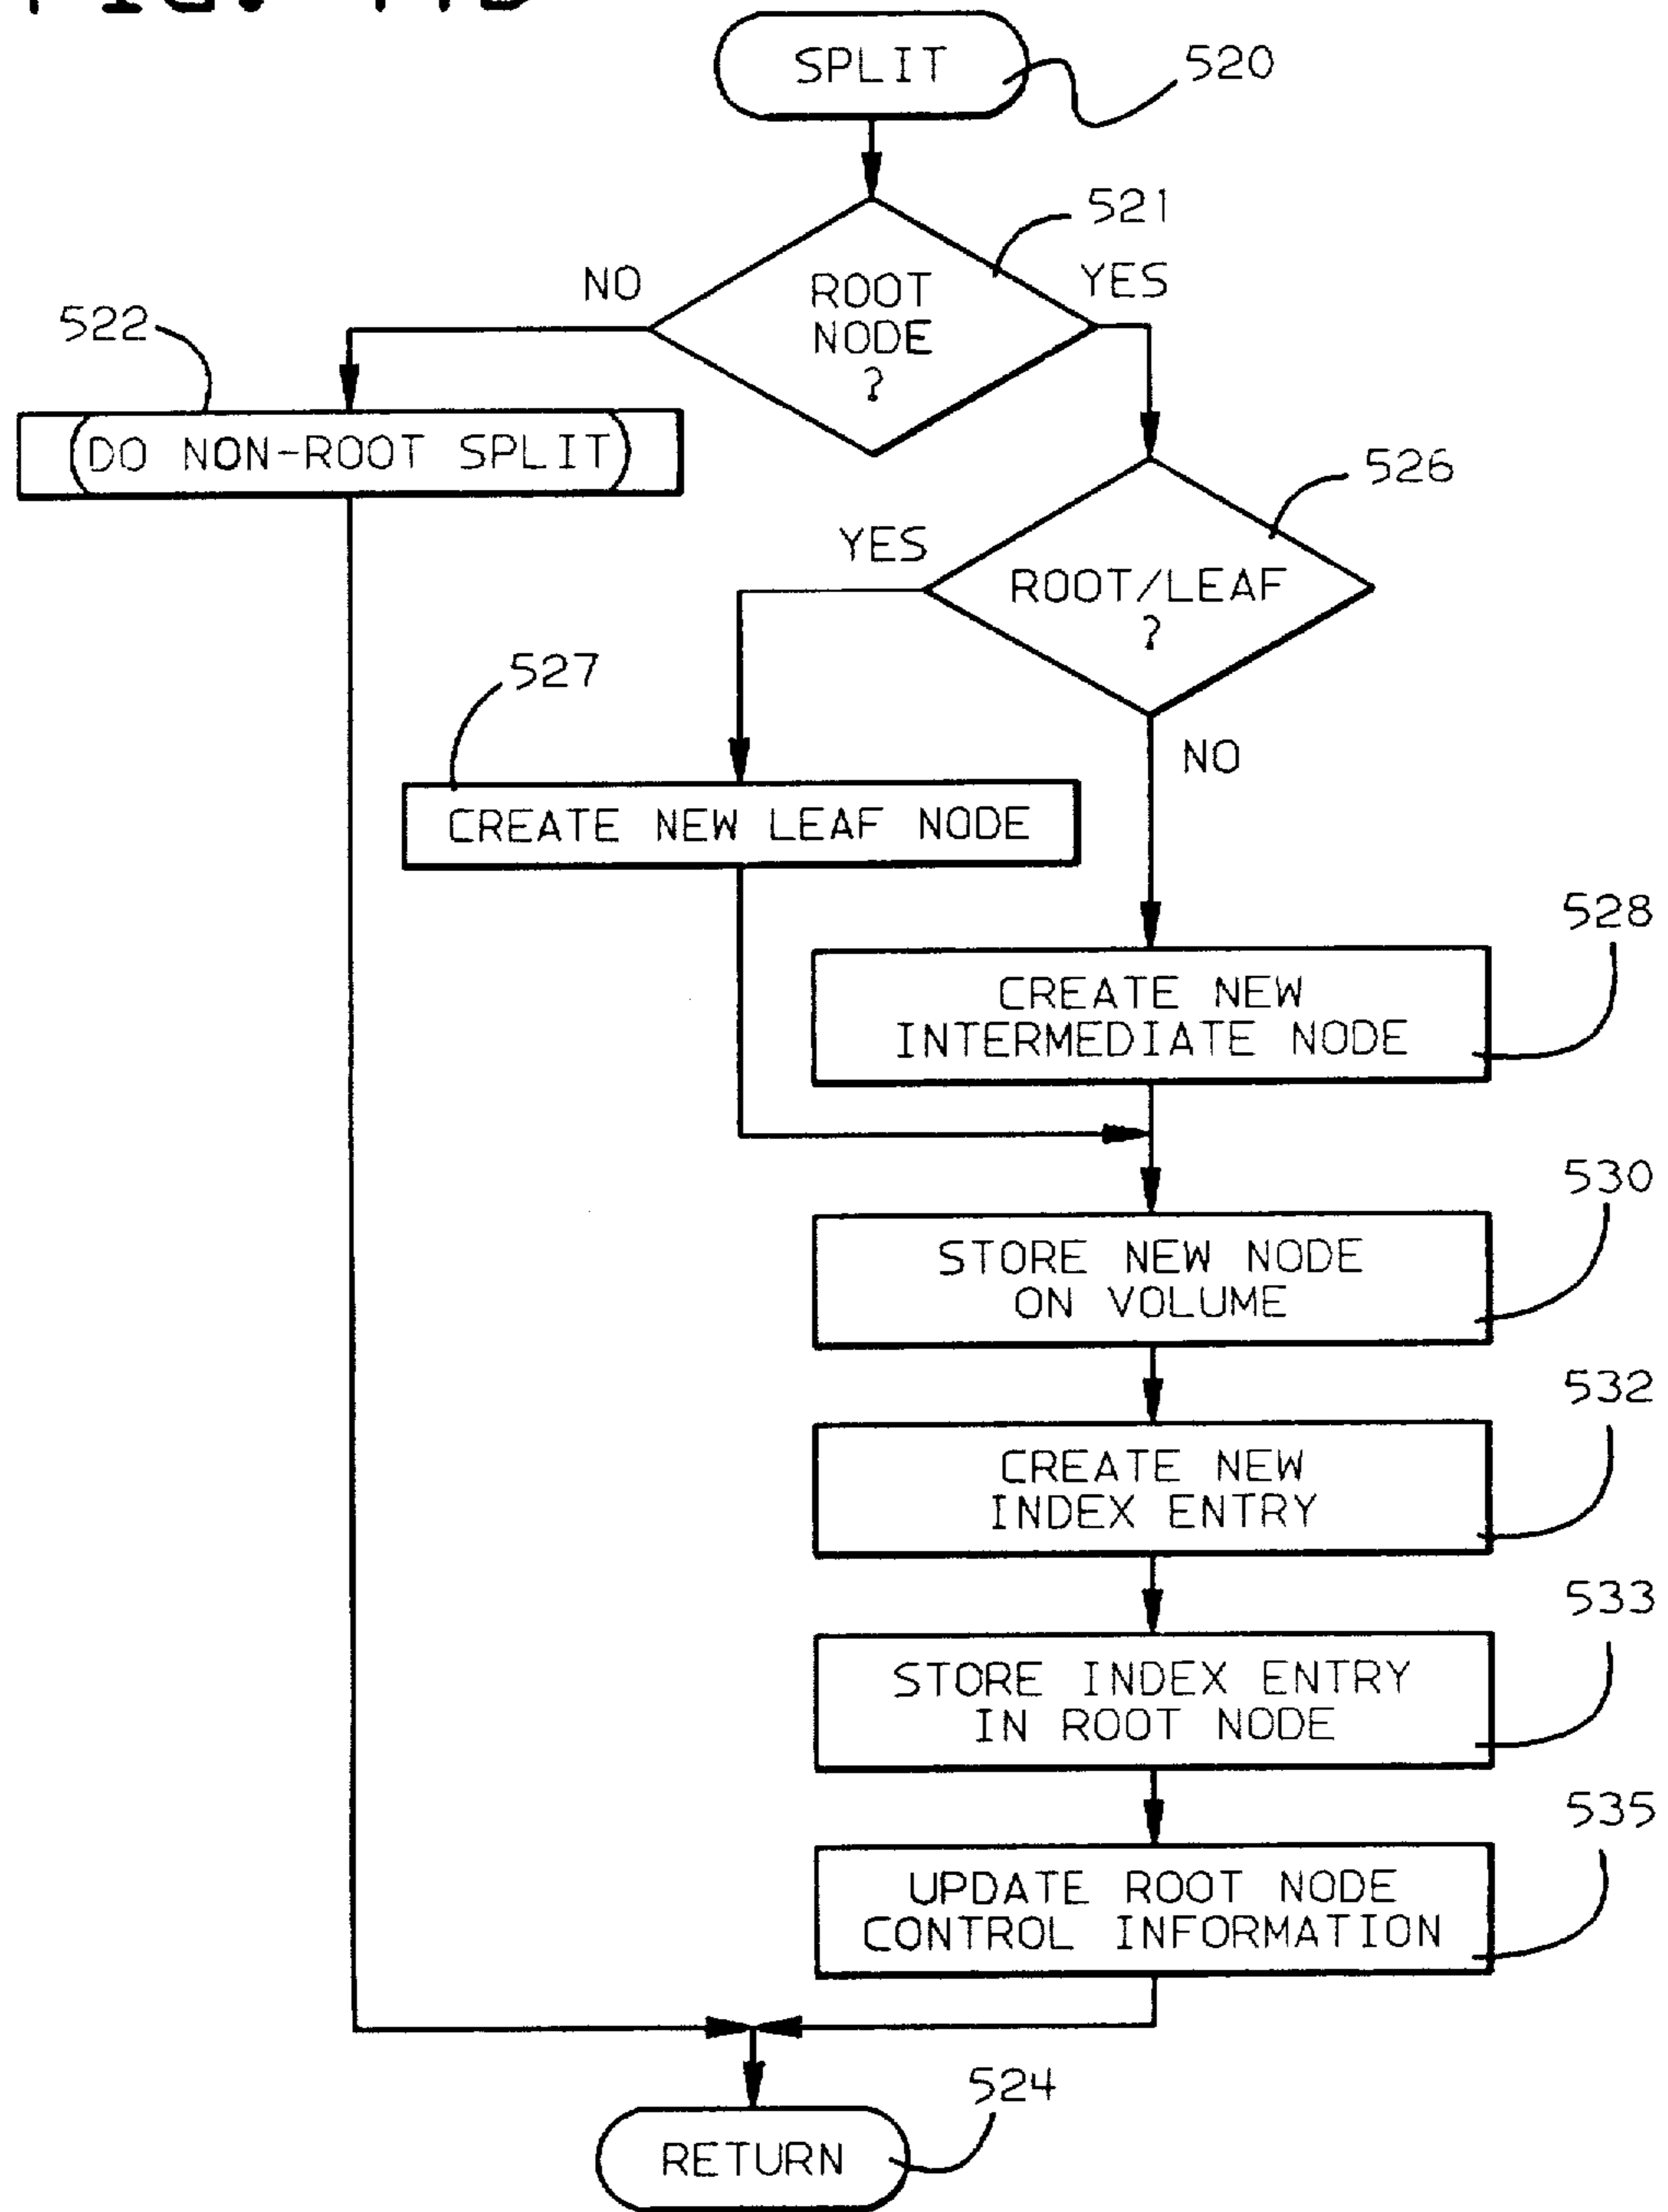 SPLIT
520
521
NO
YES
ROOT
NODE
?
522
DO NON-ROOT SPLIT
526
YES
ROOT/LEAF
?
527
NO
CREATE NEW LEAF NODE
528
CREATE NEW
INTERMEDIATE NODE
530
STORE NEW NODE
ON VOLUME
532
CREATE NEW
INDEX ENTRY
533
STORE INDEX ENTRY
IN ROOT NODE
535
UPDATE ROOT NODE
CONTROL INFORMATION
524
RETURN